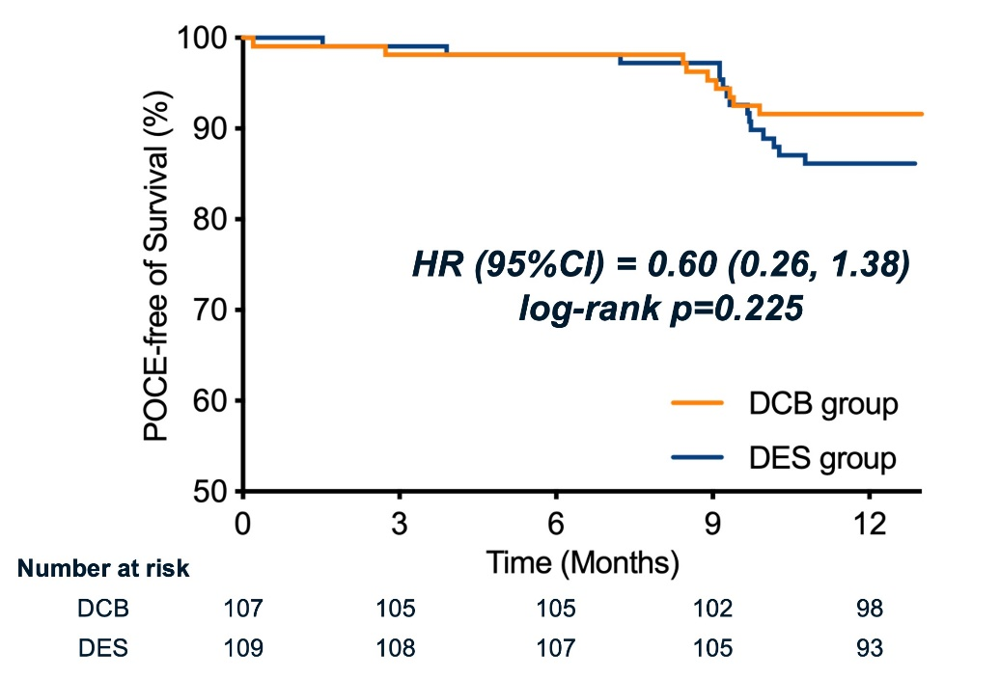 100
90
80
70
60
50
POCE-free of Survival (%)
HR (95%CI) = 0.60 (0.26, 1.38)
log-rank p=0.225
DCB group
DES group
0 3 6 9 12
Time (Months)
Number at risk
DCB 107 105 105 102 98
DES 109 108 107 105 93